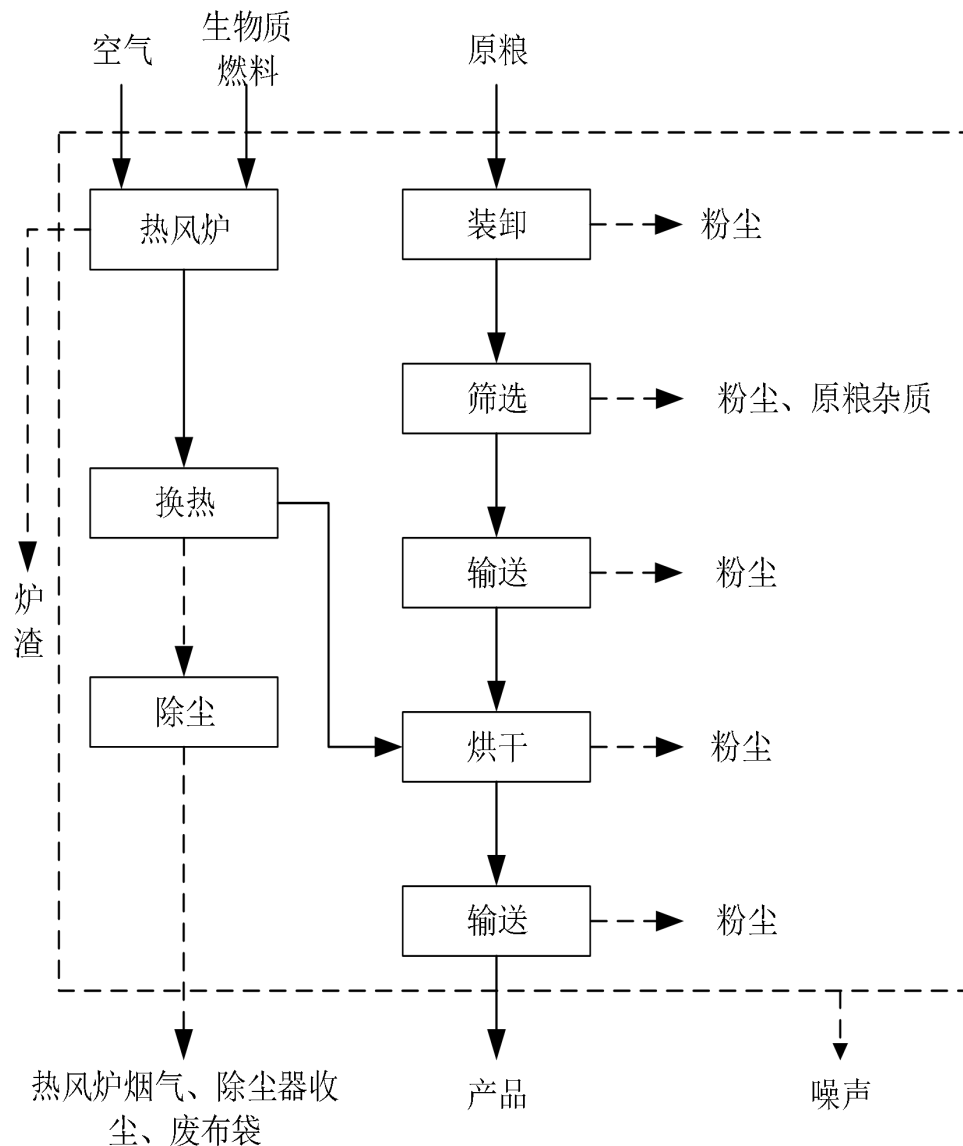 空气
生物质
燃料
原粮
热风炉
装卸
粉尘
筛选
粉尘、原粮杂质
换热
输送
粉尘
炉
渣
除尘
烘干
粉尘
输送
粉尘
热风炉烟气、除尘器收
尘、废布袋
产品
噪声